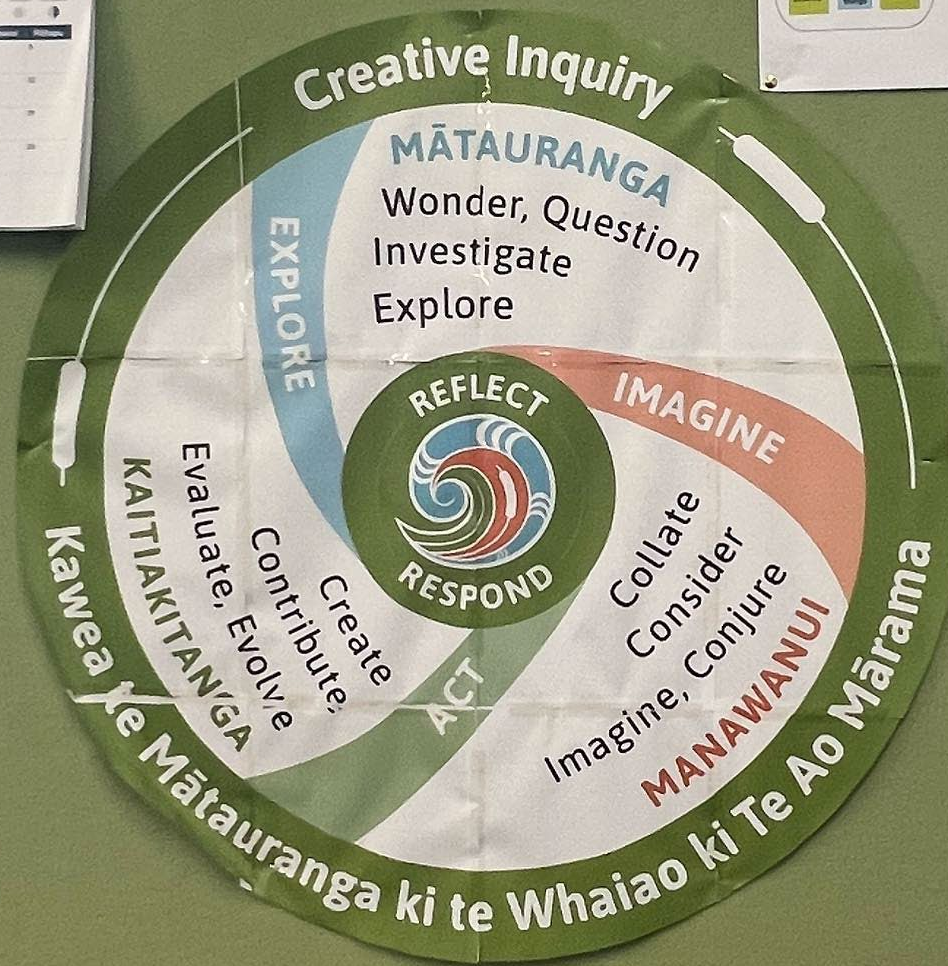 Creative Inquiry
MĀTAURANGA
Wonder, Question
Investigate
Explore
EXPLORE
IMAGINE
REFLECT
RESPOND
Collate
Consider
Imagine, Conjure
MANAWANUI
ACT
Create
Contribute,
Evaluate, Evolve
KAITIAKITANGA
Kawea te Mātauranga ki te Whaiao ki Te Ao Mārama